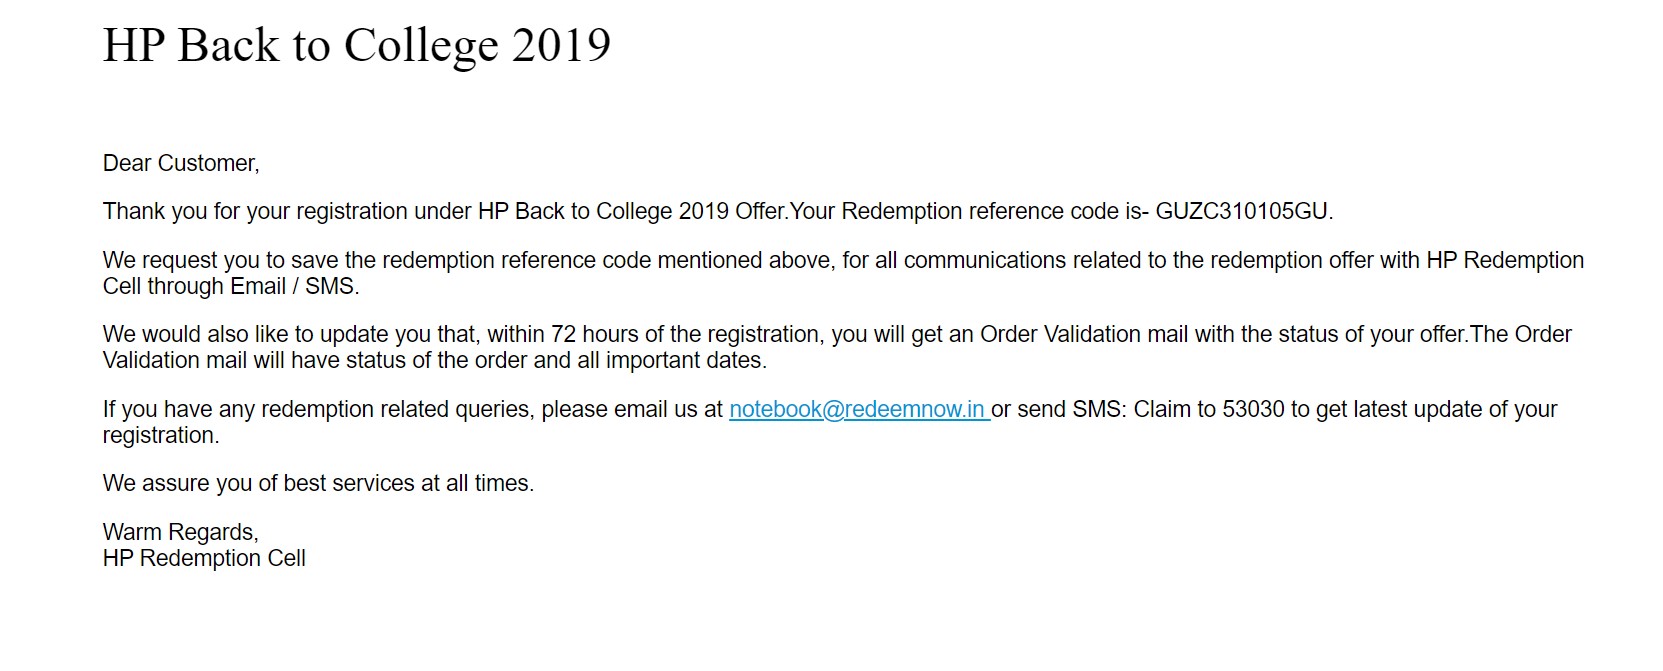 HP Back to College 2019
Dear Customer,
Thank you for your registration under HP Back to College 2019 Offer.Your Redemption reference code is- GUZC310105GU.
We request you to save the redemption reference code mentioned above, for all communications related to the redemption offer with HP Redemption
Cell through Email / SMS.
We would also like to update you that, within 72 hours of the registration, you will get an Order Validation mail with the status of your offer.The Order
Validation mail will have status of the order and all important dates.
If you have any redemption related queries, please email us at notebook@redeemnow.in or send SMS: Claim to 53030 to get latest update of your
registration.
We assure you of best services at all times.
Warm Regards,
HP Redemption Cell